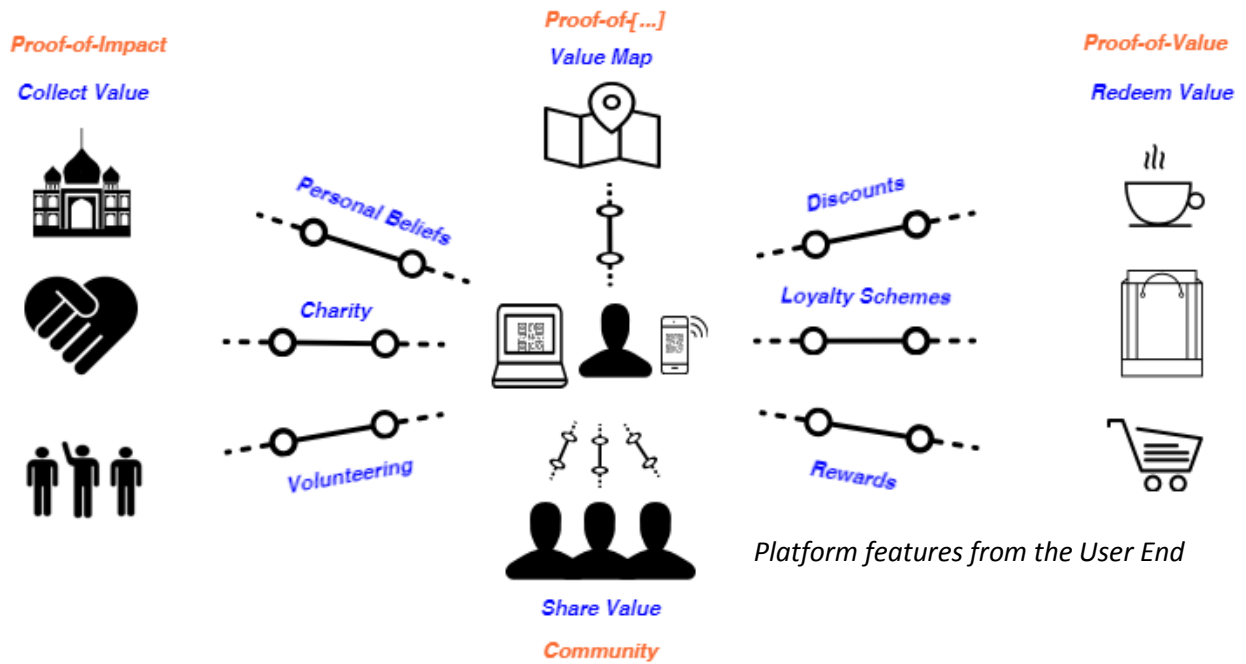 Proof-of-[...]
Proof-of-Impact
Proof-of-Value
Value Map
Collect Value
Redeem Value
Personal Beliefs
Discounts
Charity
Loyalty Schemes
Volunteering
Rewards
Platform features from the User End
Share Value
Community